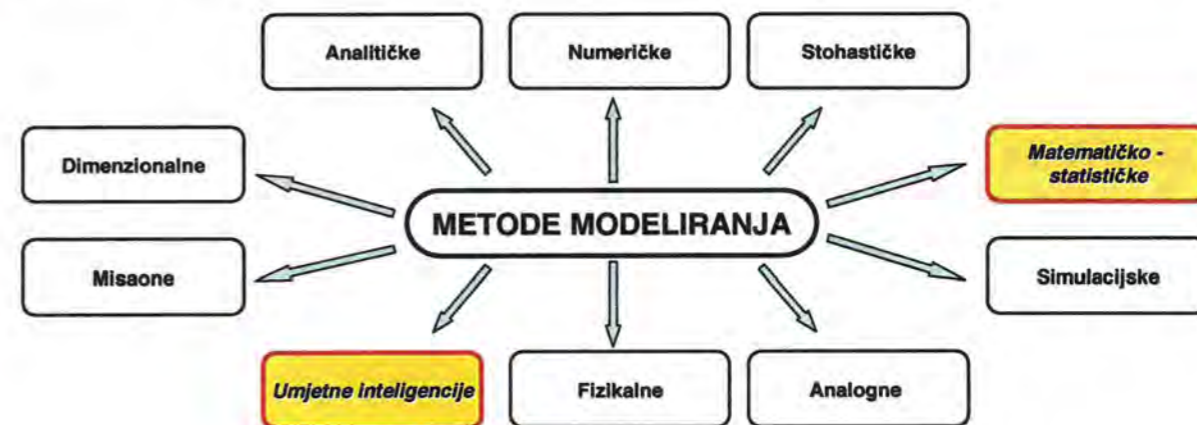 Analitičke
Numeričke
Stohastičke
Dimenzionalne
Matematičko -
statističke
METODE MODELIRANJA
Misaone
Simulacijske
Umjetne inteligencije
Fizikalne
Analogne